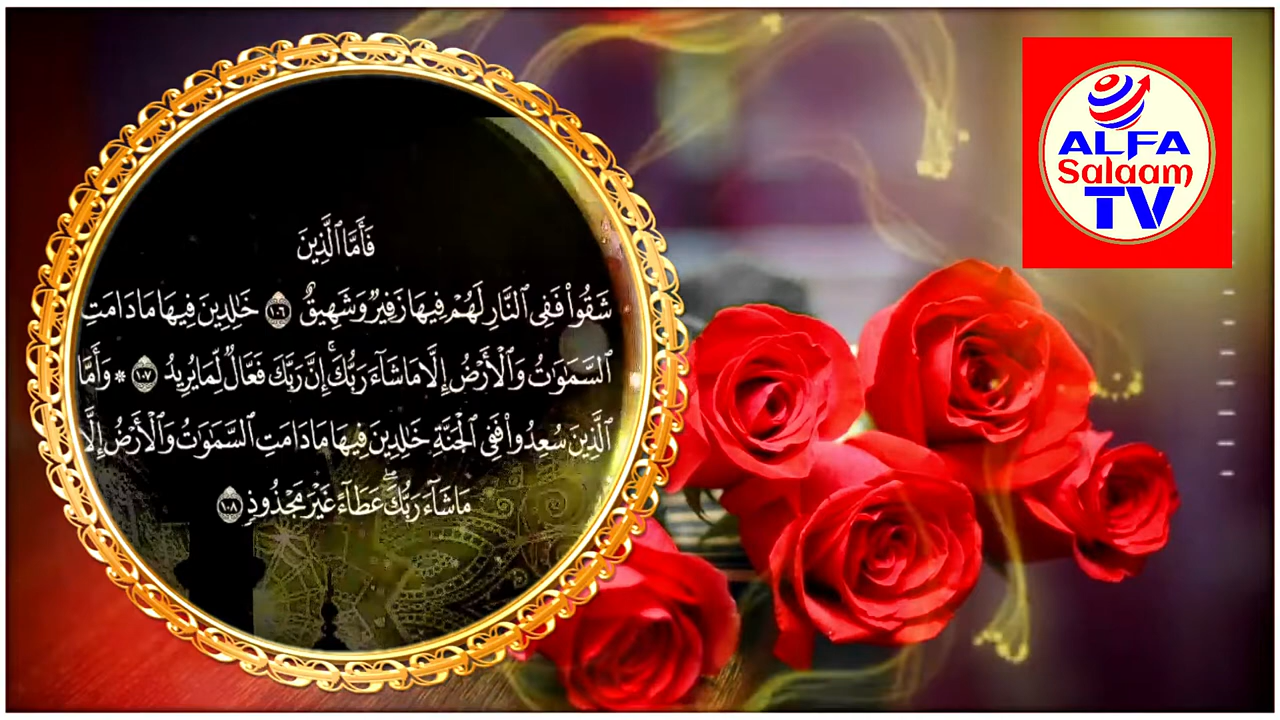 فَأَمَّا ٱلَّذِينَ
شَقُوا۟ فَفِى ٱلنَّارِ لَهُمْ فِيهَا زَفِيرٌ وَشَهِيقٌ ١٠٦ خَـٰلِدِينَ فِيهَا مَا دَامَتِ
ٱلسَّمَـٰوَٰتُ وَٱلْأَرْضُ إِلَّا مَا شَآءَ رَبُّكَ ۚ إِنَّ رَبَّكَ فَعَّالٌ لِّمَا يُرِيدُ ١٠٧ * وَأَمَّا
ٱلَّذِينَ سُعِدُوا۟ فَفِى ٱلْجَنَّةِ خَـٰلِدِينَ فِيهَا مَا دَامَتِ ٱلسَّمَـٰوَٰتُ وَٱلْأَرْضُ إِلَّا
مَا شَآءَ رَبُّكَ ۖ عَطَآءً غَيْرَ مَجْذُوذٍ ١٠٨
ALFA
Salaam
TV